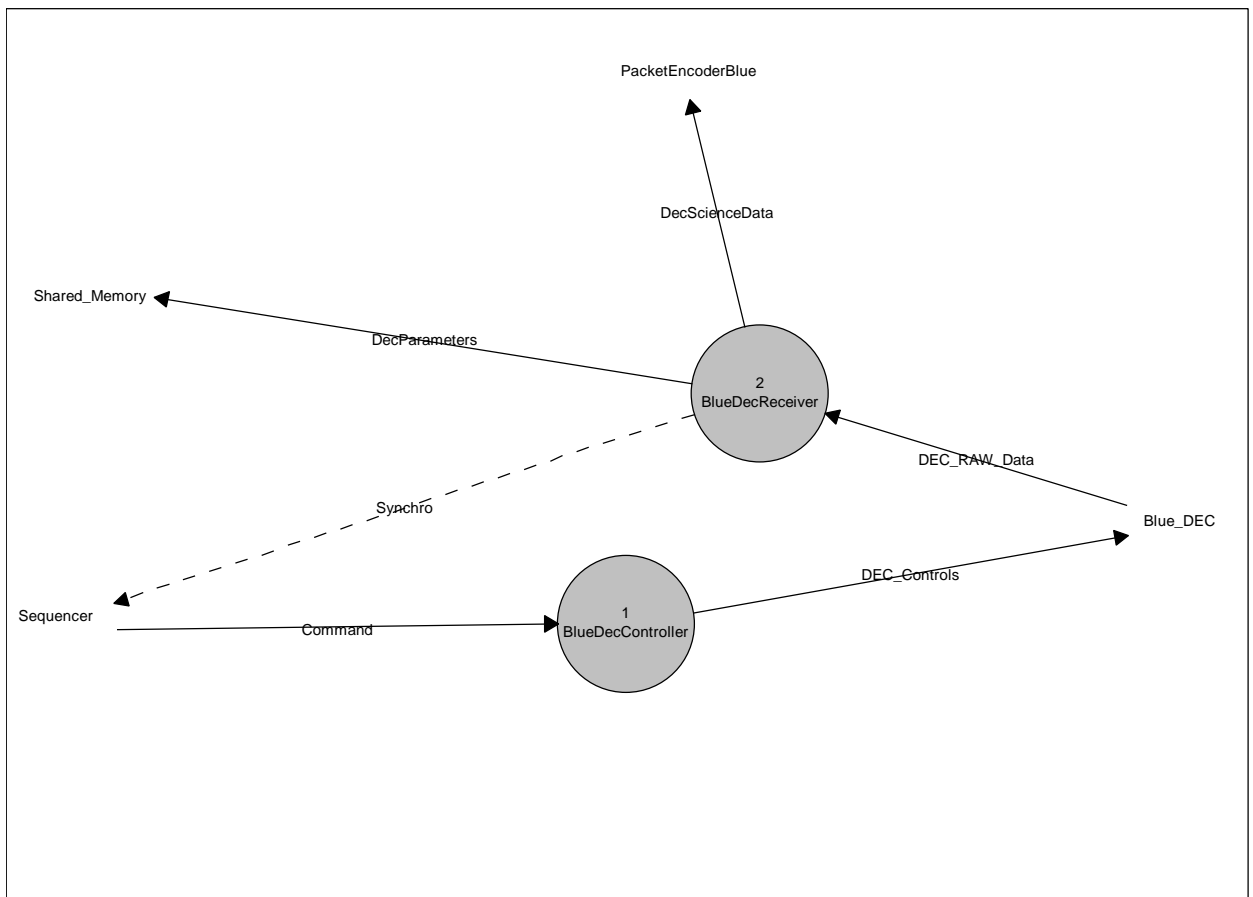 PacketEncoderBlue
DecScienceData
Shared_Memory
DecParameters
2
BlueDecReceiver
DEC_RAW_Data
Synchro
Blue_DEC
DEC_Controls
Sequencer
Command
1
BlueDecController